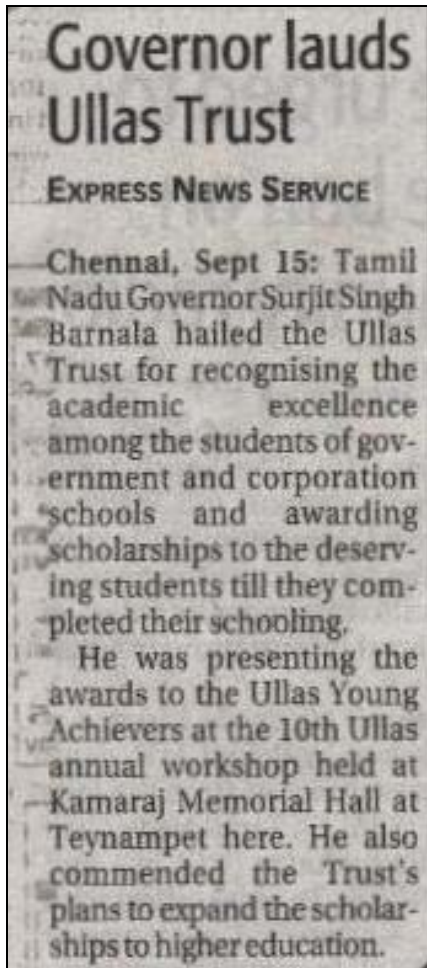 Governor lauds
Ullas Trust
EXPRESS NEWS SERVICE
Chennai, Sept 15: Tamil
Nadu Governor Surjit Singh
Barnala hailed the Ullas
Trust for recognising the
academic excellence
among the students of gov-
ernment and corporation
schools and awarding
scholarships to the deserv-
ing students till they com-
pleted their schooling.
He was presenting the
awards to the Ullas Young
Achievers at the 10th Ullas
annual workshop held at
Kamaraj Memorial Hall at
Teynampet here. He also
commended the Trust's
plans to expand the scholar-
ships to higher education.